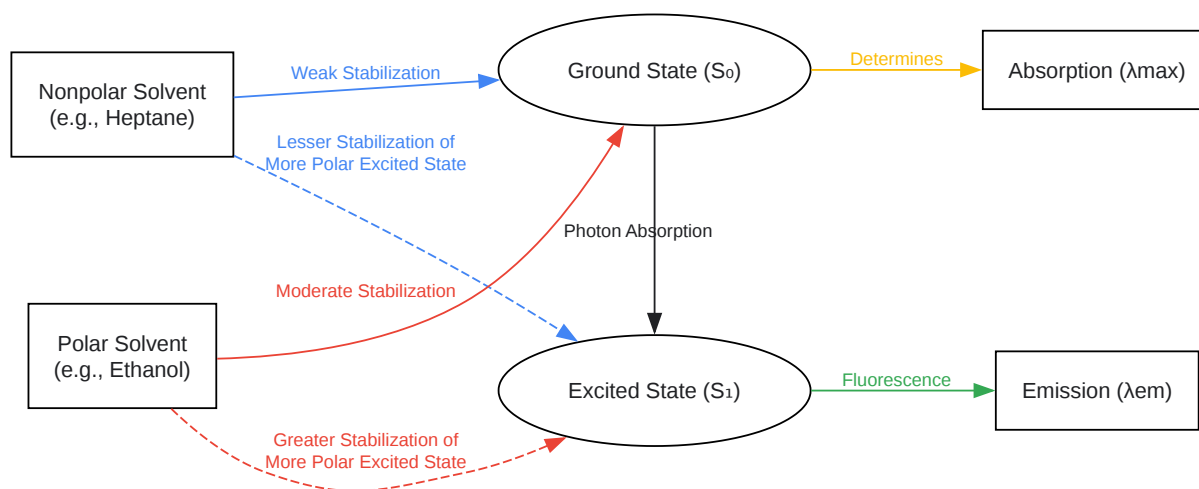 Nonpolar Solvent
(e.g., Heptane)
Weak Stabilization
Ground State (S₀)
Determines
Absorption (λmax)
Lesser Stabilization of
More Polar Excited State
Photon Absorption
Moderate Stabilization
Polar Solvent
(e.g., Ethanol)
Excited State (S₁)
Fluorescence
Emission (λem)
Greater Stabilization of
More Polar Excited State